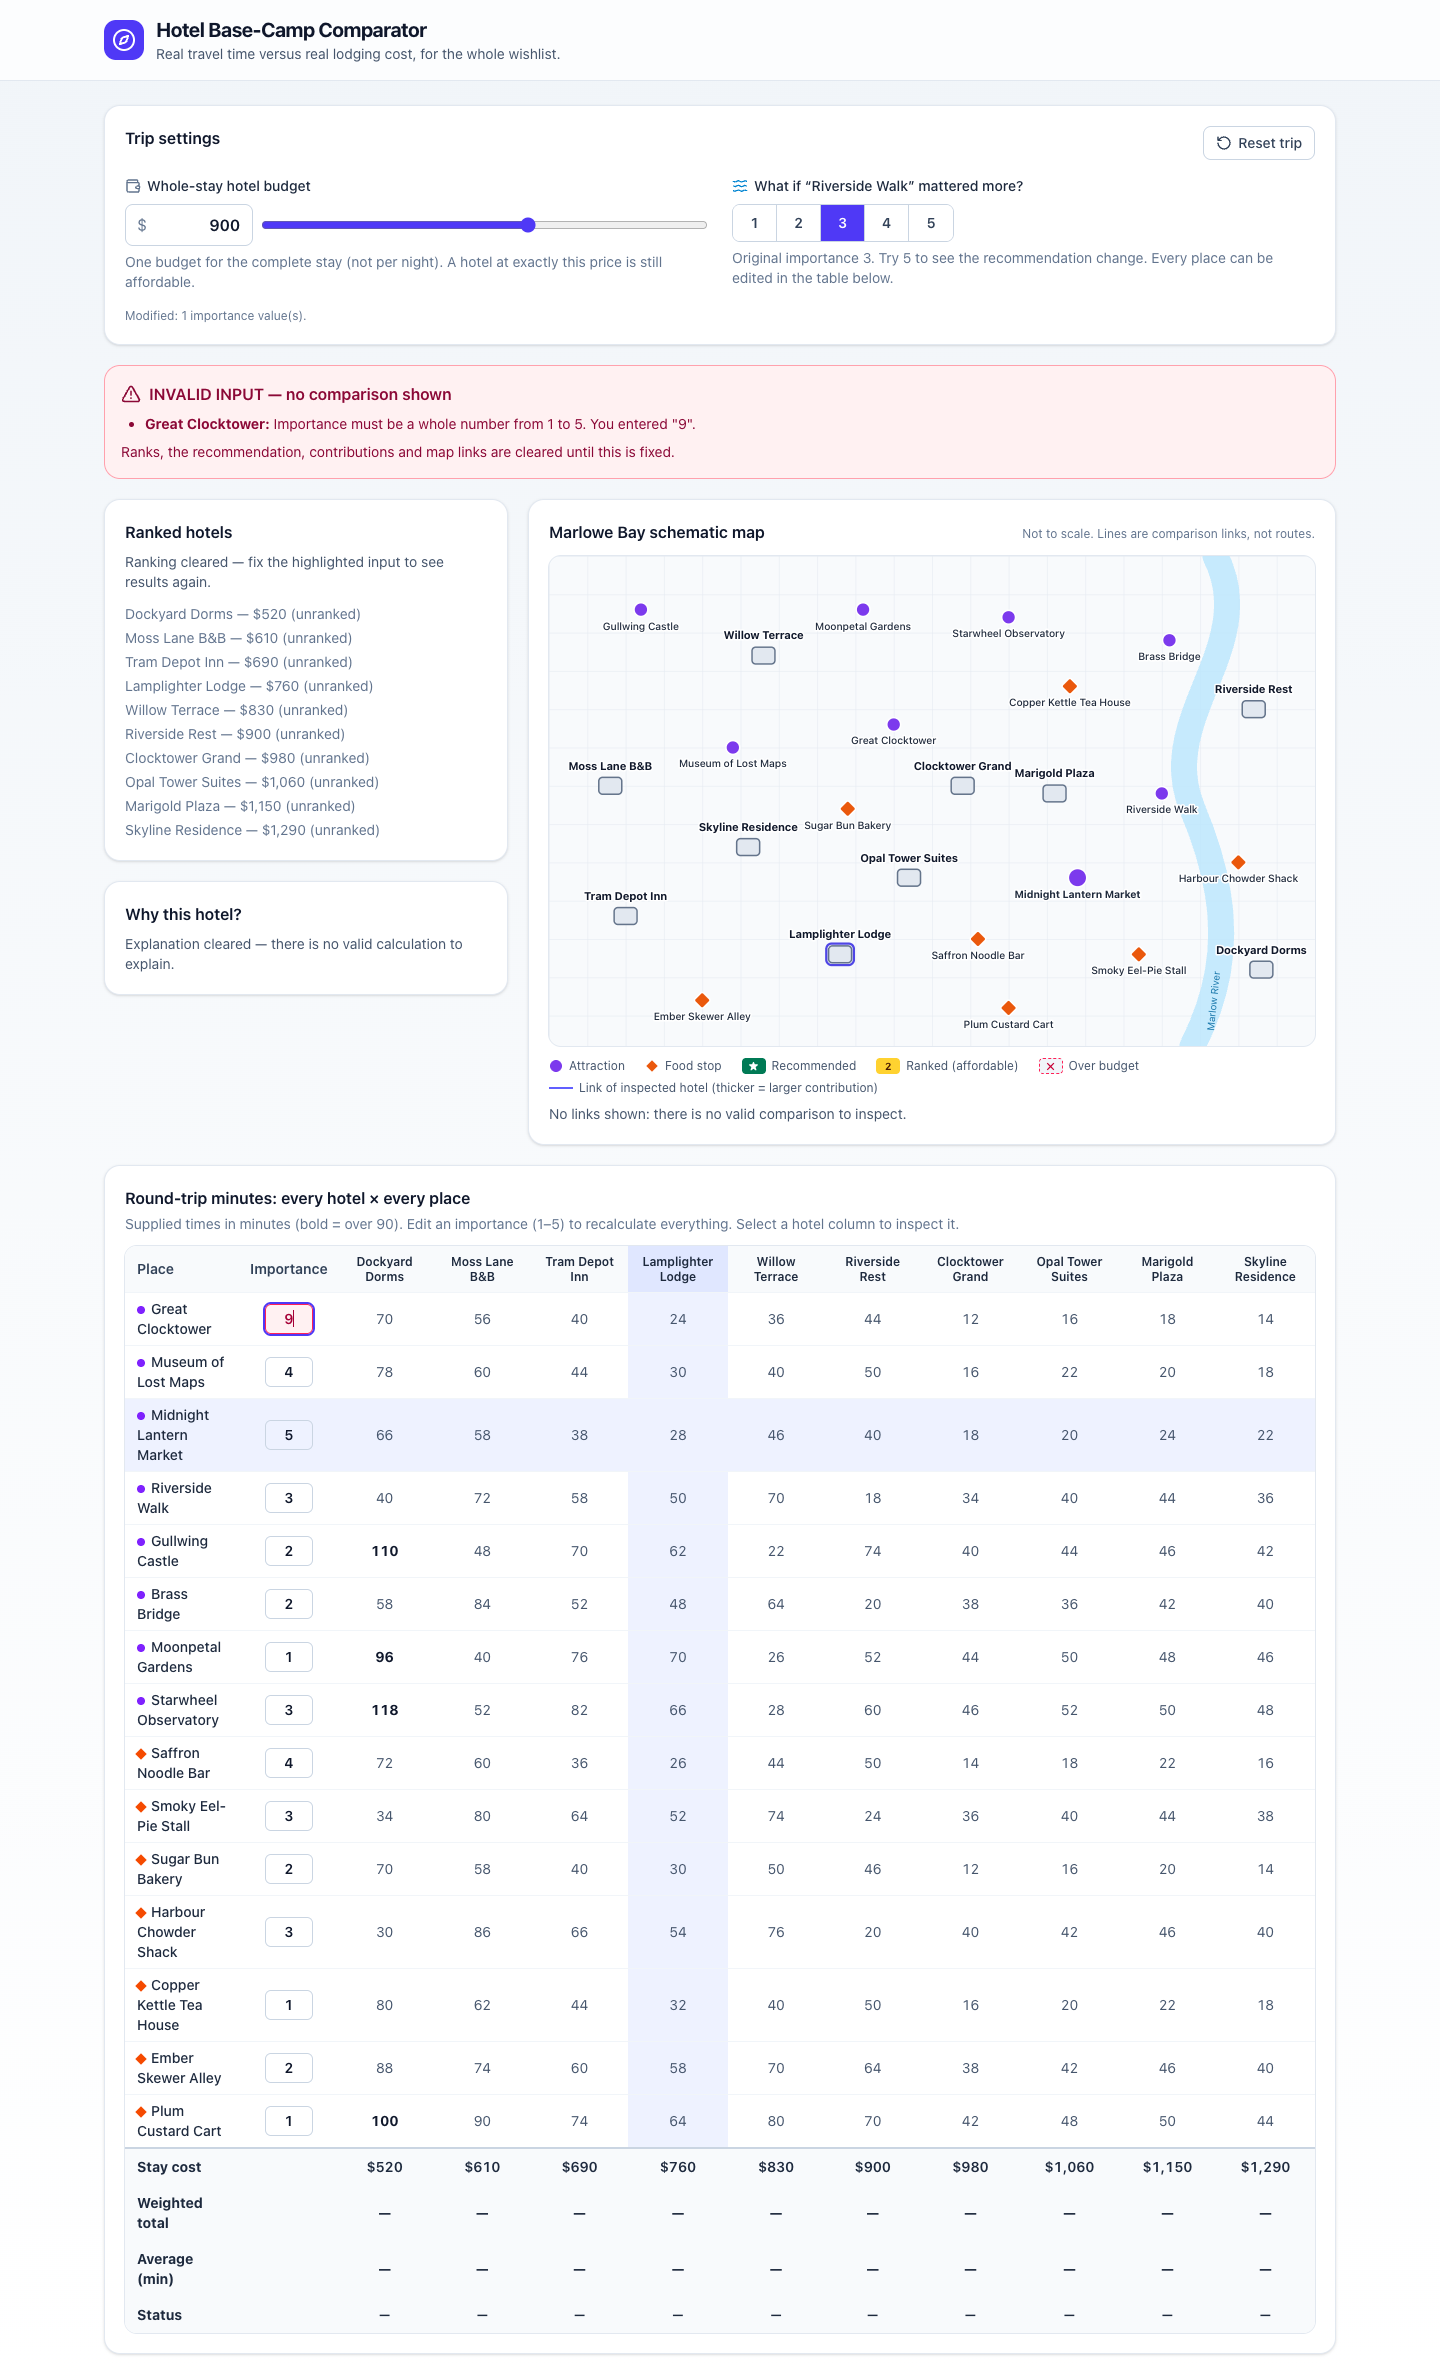 Hotel Base-Camp Comparator
Real travel time versus real lodging cost, for the whole wishlist.
Trip settings
Reset trip
Whole-stay hotel budget
$ 900
One budget for the complete stay (not per night). A hotel at exactly this price is still
affordable.
Modified: 1 importance value(s).
What if “Riverside Walk” mattered more?
1 2 3 4 5
Original importance 3. Try 5 to see the recommendation change. Every place can be
edited in the table below.
INVALID INPUT — no comparison shown
• Great Clocktower: Importance must be a whole number from 1 to 5. You entered "9".
Ranks, the recommendation, contributions and map links are cleared until this is fixed.
Ranked hotels
Ranking cleared — fix the highlighted input to see
results again.
Dockyard Dorms — $520 (unranked)
Moss Lane B&B — $610 (unranked)
Tram Depot Inn — $690 (unranked)
Lamplighter Lodge — $760 (unranked)
Willow Terrace — $830 (unranked)
Riverside Rest — $900 (unranked)
Clocktower Grand — $980 (unranked)
Opal Tower Suites — $1,060 (unranked)
Marigold Plaza — $1,150 (unranked)
Skyline Residence — $1,290 (unranked)
Why this hotel?
Explanation cleared — there is no valid calculation to
explain.
Marlowe Bay schematic map
Not to scale. Lines are comparison links, not routes.
Gullwing Castle
Moonpetal Gardens
Starwheel Observatory
Willow Terrace
Brass Bridge
Riverside Rest
Copper Kettle Tea House
Great Clocktower
Museum of Lost Maps
Moss Lane B&B
Clocktower Grand
Marigold Plaza
Riverside Walk
Skyline Residence
Sugar Bun Bakery
Opal Tower Suites
Harbour Chowder Shack
Midnight Lantern Market
Tram Depot Inn
Lamplighter Lodge
Saffron Noodle Bar
Dockyard Dorms
Smoky Eel-Pie Stall
Marlow River
Ember Skewer Alley
Plum Custard Cart
Attraction
Food stop
Recommended
2 Ranked (affordable)
Over budget
Link of inspected hotel (thicker = larger contribution)
No links shown: there is no valid comparison to inspect.
Round-trip minutes: every hotel × every place
Supplied times in minutes (bold = over 90). Edit an importance (1–5) to recalculate everything. Select a hotel column to inspect it.
Place Importance Dockyard Dorms Moss Lane B&B Tram Depot Inn Lamplighter Lodge Willow Terrace Riverside Rest Clocktower Grand Opal Tower Suites Marigold Plaza Skyline Residence
Great Clocktower 9 70 56 40 24 36 44 12 16 18 14
Museum of Lost Maps 4 78 60 44 30 40 50 16 22 20 18
Midnight Lantern Market 5 66 58 38 28 46 40 18 20 24 22
Riverside Walk 3 40 72 58 50 70 18 34 40 44 36
Gullwing Castle 2 110 48 70 62 22 74 40 44 46 42
Brass Bridge 2 58 84 52 48 64 20 38 36 42 40
Moonpetal Gardens 1 96 40 76 70 26 52 44 50 48 46
Starwheel Observatory 3 118 52 82 66 28 60 46 52 50 48
Saffron Noodle Bar 4 72 60 36 26 44 50 14 18 22 16
Smoky Eel-Pie Stall 3 34 80 64 52 74 24 36 40 44 38
Sugar Bun Bakery 2 70 58 40 30 50 46 12 16 20 14
Harbour Chowder Shack 3 30 86 66 54 76 20 40 42 46 40
Copper Kettle Tea House 1 80 62 44 32 40 50 16 20 22 18
Ember Skewer Alley 2 88 74 60 58 70 64 38 42 46 40
Plum Custard Cart 1 100 90 74 64 80 70 42 48 50 44
Stay cost $520 $610 $690 $760 $830 $900 $980 $1,060 $1,150 $1,290
Weighted total — — — — — — — — — —
Average (min) — — — — — — — — — —
Status — — — — — — — — — —